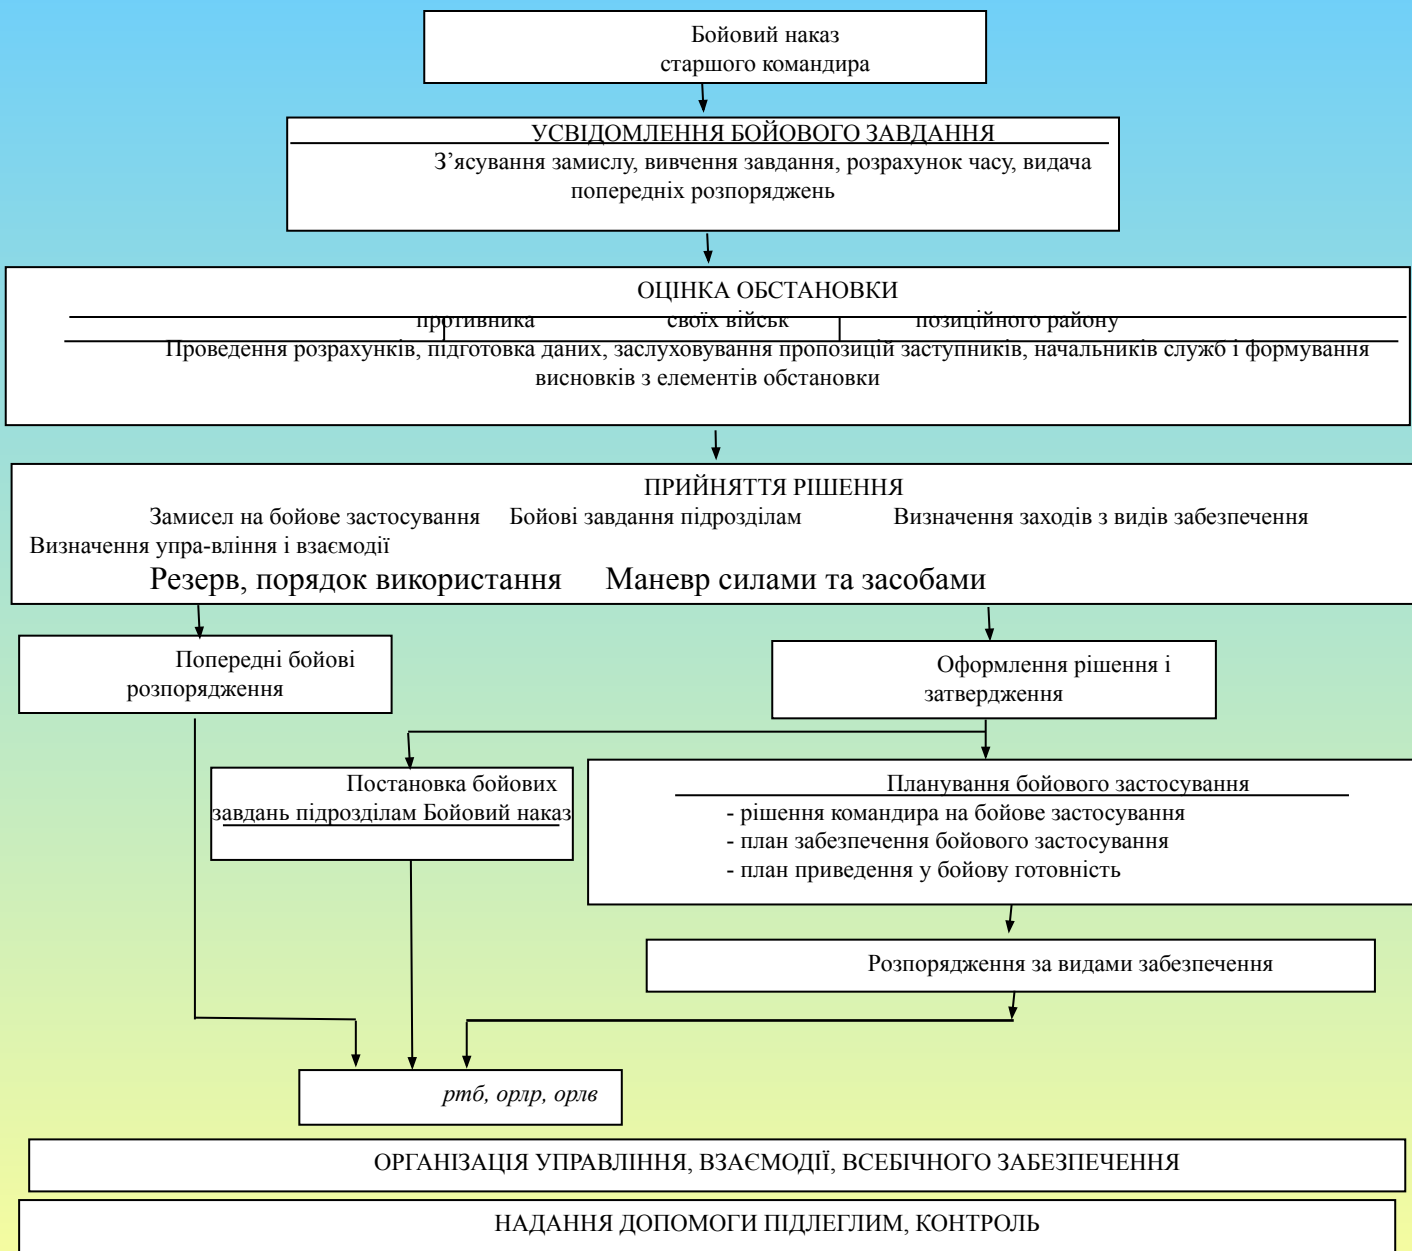 Бойовий наказ
старшого командира
УСВІДОМЛЕННЯ БОЙОВОГО ЗАВДАННЯ
З’ясування замислу, вивчення завдання, розрахунок часу, видача
попередніх розпоряджень
ОЦІНКА ОБСТАНОВКИ
противника своїх військ позиційного району
Проведення розрахунків, підготовка даних, заслуховування пропозицій заступників, начальників служб і формування
висновків з елементів обстановки
ПРИЙНЯТТЯ РІШЕННЯ
Замисел на бойове застосування Бойові завдання підрозділам Визначення заходів з видів забезпечення
Визначення упра-вління і взаємодії
Резерв, порядок використання Маневр силами та засобами
Попередні бойові
розпорядження
Оформлення рішення і
затвердження
Постановка бойових
завдань підрозділам Бойовий наказ
Планування бойового застосування
- рішення командира на бойове застосування
- план забезпечення бойового застосування
- план приведення у бойову готовність
Розпорядження за видами забезпечення
ртб, орлр, орлв
ОРГАНІЗАЦІЯ УПРАВЛІННЯ, ВЗАЄМОДІЇ, ВСЕБІЧНОГО ЗАБЕЗПЕЧЕННЯ
НАДАННЯ ДОПОМОГИ ПІДЛЕГЛИМ, КОНТРОЛЬ